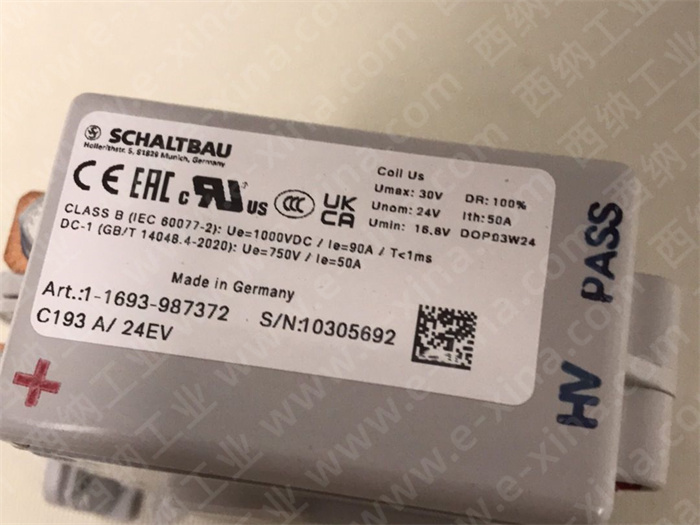 SCHALTBAU
Hollerithstr. 5, 81829 Munich, Germany
CE EAC c UR US CCC UK CA
CLASS B (IEC 60077-2): Ue=1000VDC / Ie=90A / T<1ms
DC-1 (GB/T 14048.4-2020): Ue=750V / Ie=50A
Coil Us
Umax: 30V DR: 100%
Unom: 24V Ith: 50A
Umin: 16.8V DOP03W24
Made in Germany
Art.:1-1693-987372 S/N:10305692
C193 A/ 24EV
+
HV PASS
西纳工业 www.e-xina.com